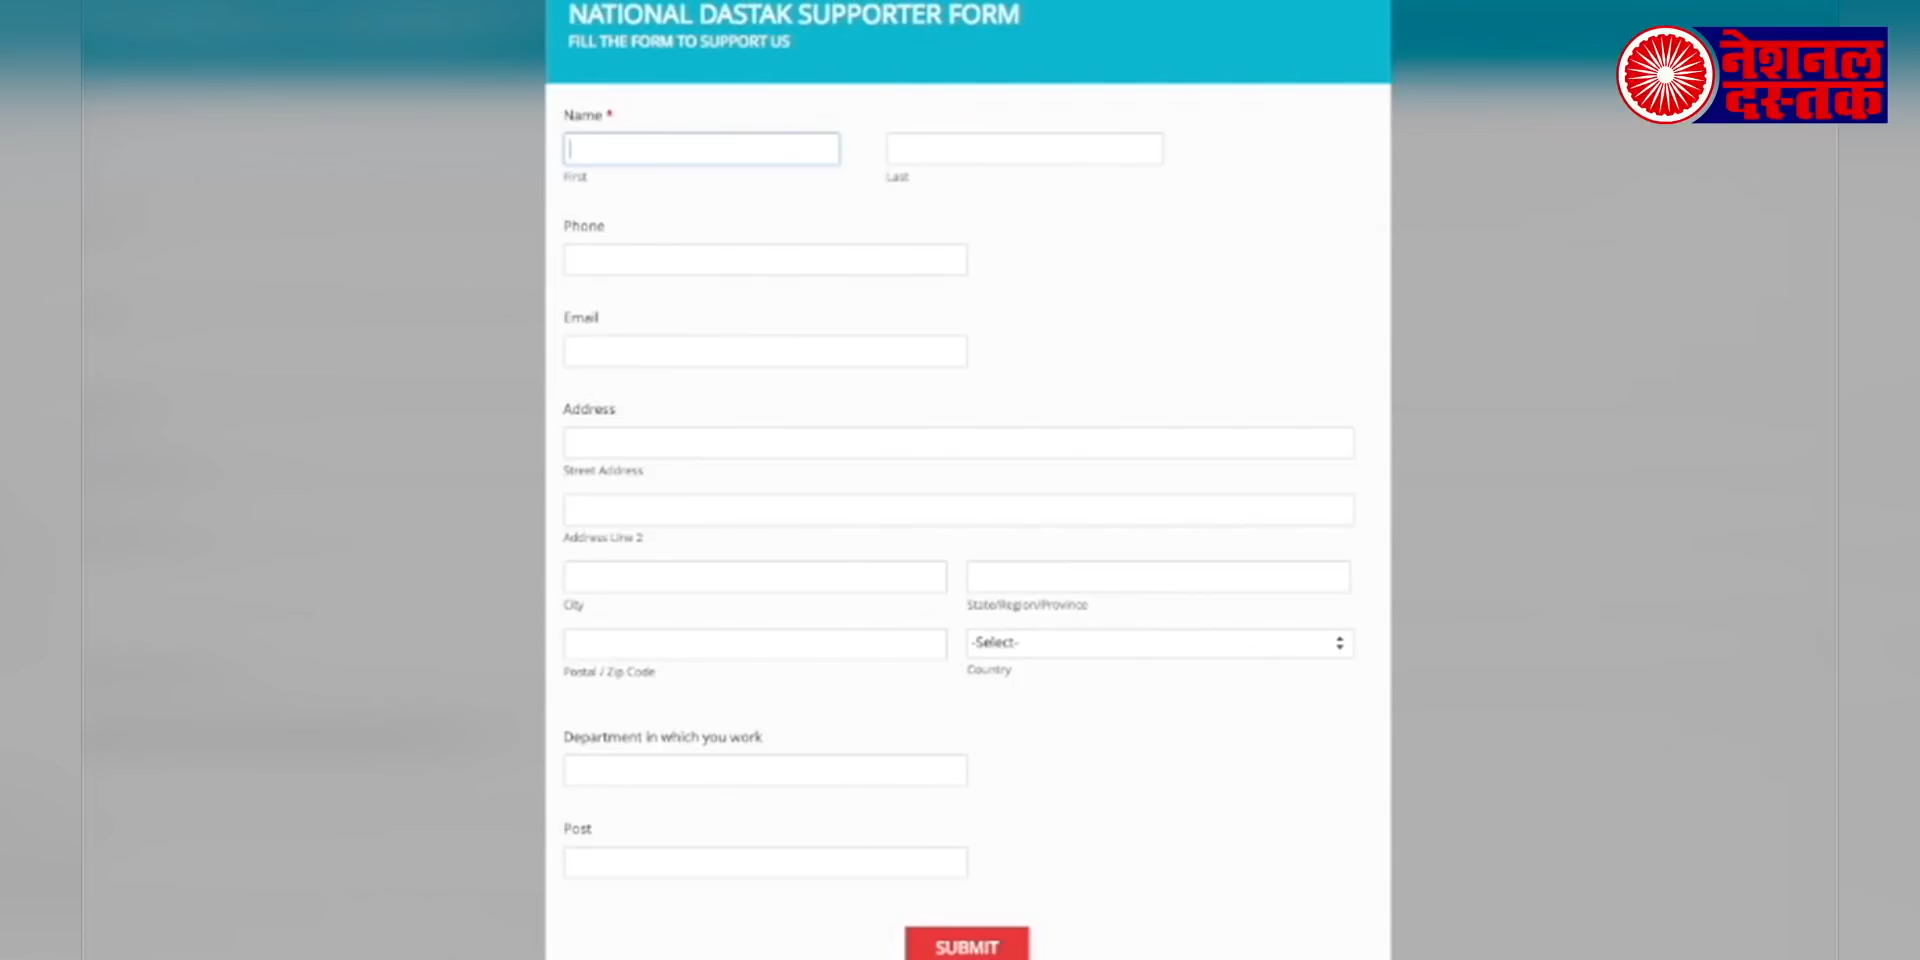 NATIONAL DASTAK SUPPORTER FORM
FILL THE FORM TO SUPPORT US
नेशनल
दस्तक
Name *
First
Last
Phone
Email
Address
Street Address
Address Line 2
City
State/Region/Province
-Select-
Postal / Zip Code
Country
Department in which you work
Post
SUBMIT